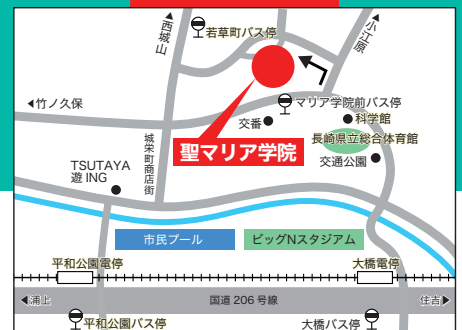 ▲西城山
若草町バス停
▲小江原
◀竹ノ久保
マリア学院前バス停
交番
科学館
城栄町商店街
聖マリア学院
長崎県立総合体育館
交通公園
TSUTAYA
遊ING
市民プール
ビッグNスタジアム
平和公園電停
大橋電停
◀浦上
国道206号線
住吉▶
平和公園バス停
大橋バス停